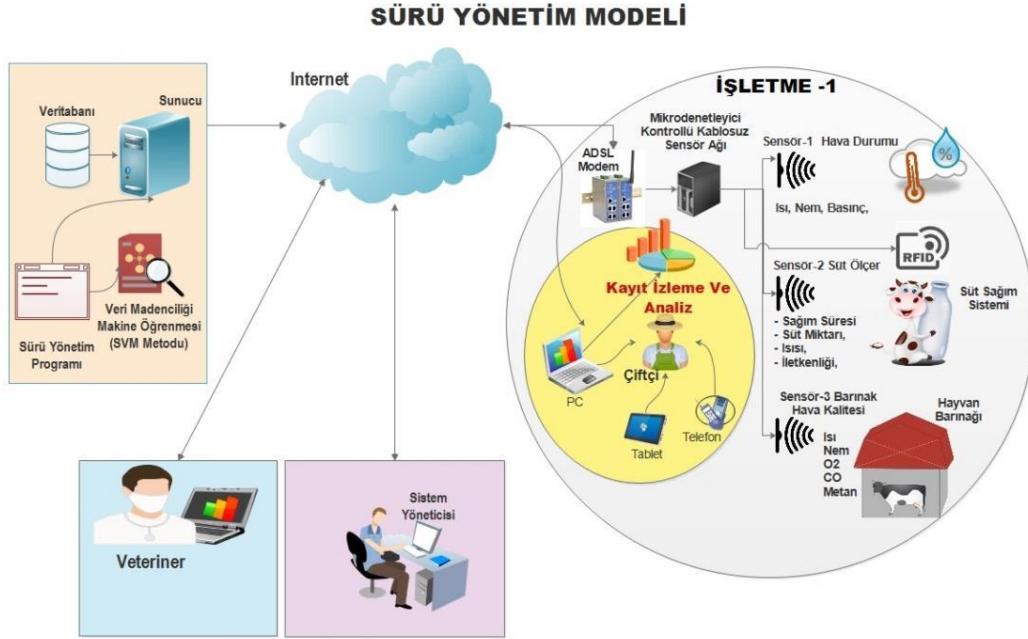 SÜRÜ YÖNETİM MODELİ
Internet
Veritabanı
Sunucu
Sürü Yönetim
Programı
Veri Madenciliği
Makine Öğrenmesi
(SVM Metodu)
İŞLETME -1
Mikrodenetleyici
Kontrollü Kablosuz
Sensör Ağı
ADSL
Modem
Sensör-1 Hava Durumu
%
Isı, Nem, Basınç,
RFID
Sensör-2 Süt Ölçer
- Sağım Süresi
- Süt Miktarı,
- Isısı,
- İletkenliği,
Süt Sağım
Sistemi
Kayıt İzleme Ve
Analiz
Çiftçi
PC
Tablet
Telefon
Sensör-3 Barınak
Hava Kalitesi
Isı
Nem
O2
CO
Metan
Hayvan
Barınağı
Veteriner
Sistem
Yöneticisi